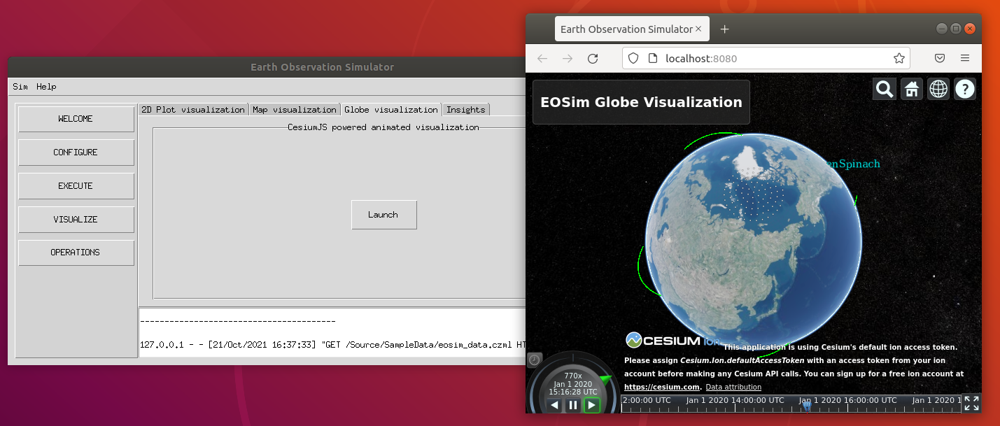 Earth Observation Simulator
Sim Help
WELCOME
CONFIGURE
EXECUTE
VISUALIZE
OPERATIONS
2D Plot visualization Map visualization Globe visualization Insights
CesiumJS powered animated visualization
Launch
---------------------------------------
127.0.0.1 - - [21/Oct/2021 16:37:33] "GET /Source/SampleData/eosim_data.czml HT
Earth Observation Simulator
localhost:8080
EOSim Globe Visualization
?
enSpinach
CESIUM ion This application is using Cesium's default ion access token.
Please assign Cesium.Ion.defaultAccessToken with an access token from your ion
account before making any Cesium API calls. You can sign up for a free ion account at
https://cesium.com. Data attribution
770x
Jan 1 2020
15:16:28 UTC
2:00:00 UTC Jan 1 2020 14:00:00 UTC Jan 1 2020 16:00:00 UTC Jan 1 2020 1